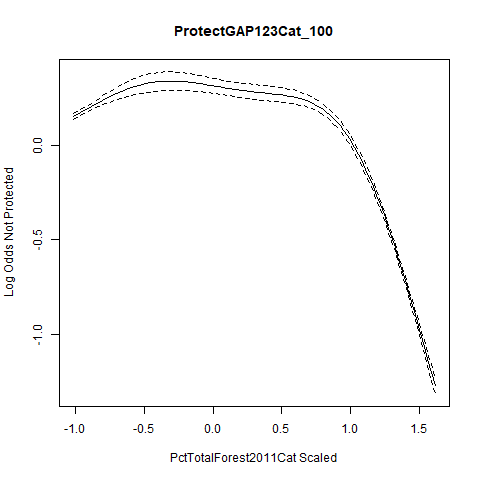 ProtectGAP123Cat_100
Log Odds Not Protected
0.0
-0.5
-1.0
-1.0 -0.5 0.0 0.5 1.0 1.5
PctTotalForest2011Cat Scaled